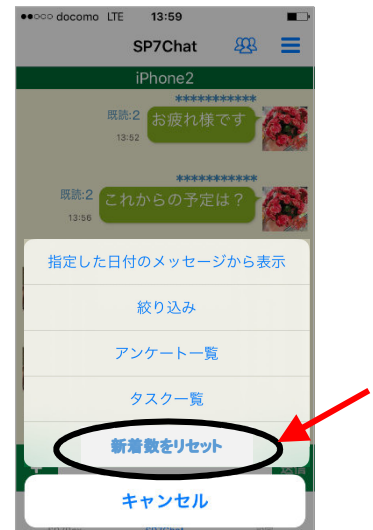 docomo LTE 13:59
SP7Chat
iPhone2
***********
既読:2 お疲れ様です
13:52
***********
既読:2 これからの予定は？
13:56
指定した日付のメッセージから表示
絞り込み
アンケート一覧
タスク一覧
新着数をリセット
+
キャンセル
SP7Chat